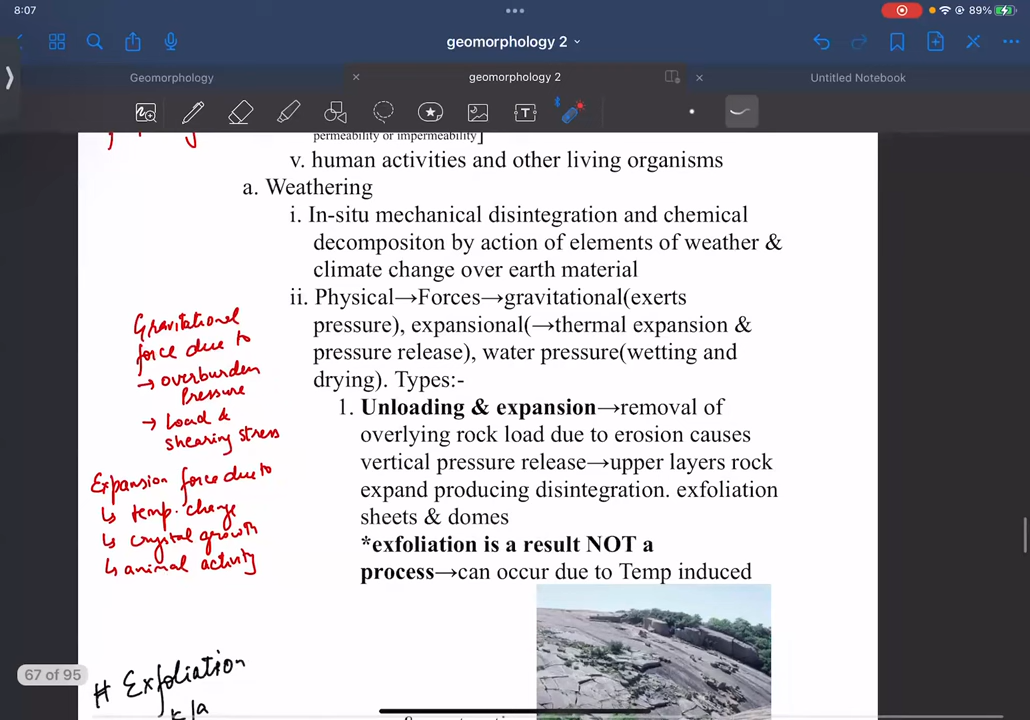 8:07
89%
geomorphology 2
Geomorphology
geomorphology 2
Untitled Notebook
permeability or impermeability]
v. human activities and other living organisms
a. Weathering
i. In-situ mechanical disintegration and chemical
decompositon by action of elements of weather &
climate change over earth material
ii. Physical→Forces→gravitational(exerts
pressure), expansional(→thermal expansion &
pressure release), water pressure(wetting and
drying). Types:-
1. Unloading & expansion→removal of
overlying rock load due to erosion causes
vertical pressure release→upper layers rock
expand producing disintegration. exfoliation
sheets & domes
*exfoliation is a result NOT a
process→can occur due to Temp induced
Gravitational
force due to
→ overburden
Pressure
→ Load &
shearing stress
Expansion force due to
↳ temp. change
↳ crystal growth
↳ animal activity
67 of 95
# Exfoliation
k/a